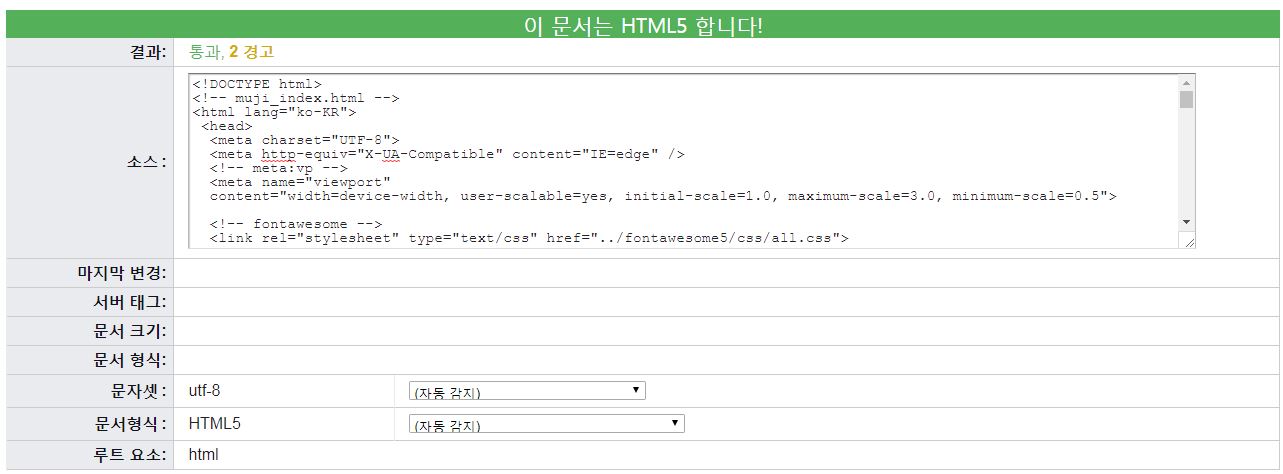 이 문서는 HTML5 합니다!
결과: 통과, 2 경고
소스 :
<!DOCTYPE html>
<!-- muji_index.html -->
<html lang="ko-KR">
<head>
<meta charset="UTF-8">
<meta http-equiv="X-UA-Compatible" content="IE=edge" />
<!-- meta:vp -->
<meta name="viewport"
content="width=device-width, user-scalable=yes, initial-scale=1.0, maximum-scale=3.0, minimum-scale=0.5">
<!-- fontawesome -->
<link rel="stylesheet" type="text/css" href="../fontawesome5/css/all.css">
마지막 변경:
서버 태그:
문서 크기:
문서 형식:
문자셋 : utf-8 (자동 감지)
문서형식 : HTML5 (자동 감지)
루트 요소: html